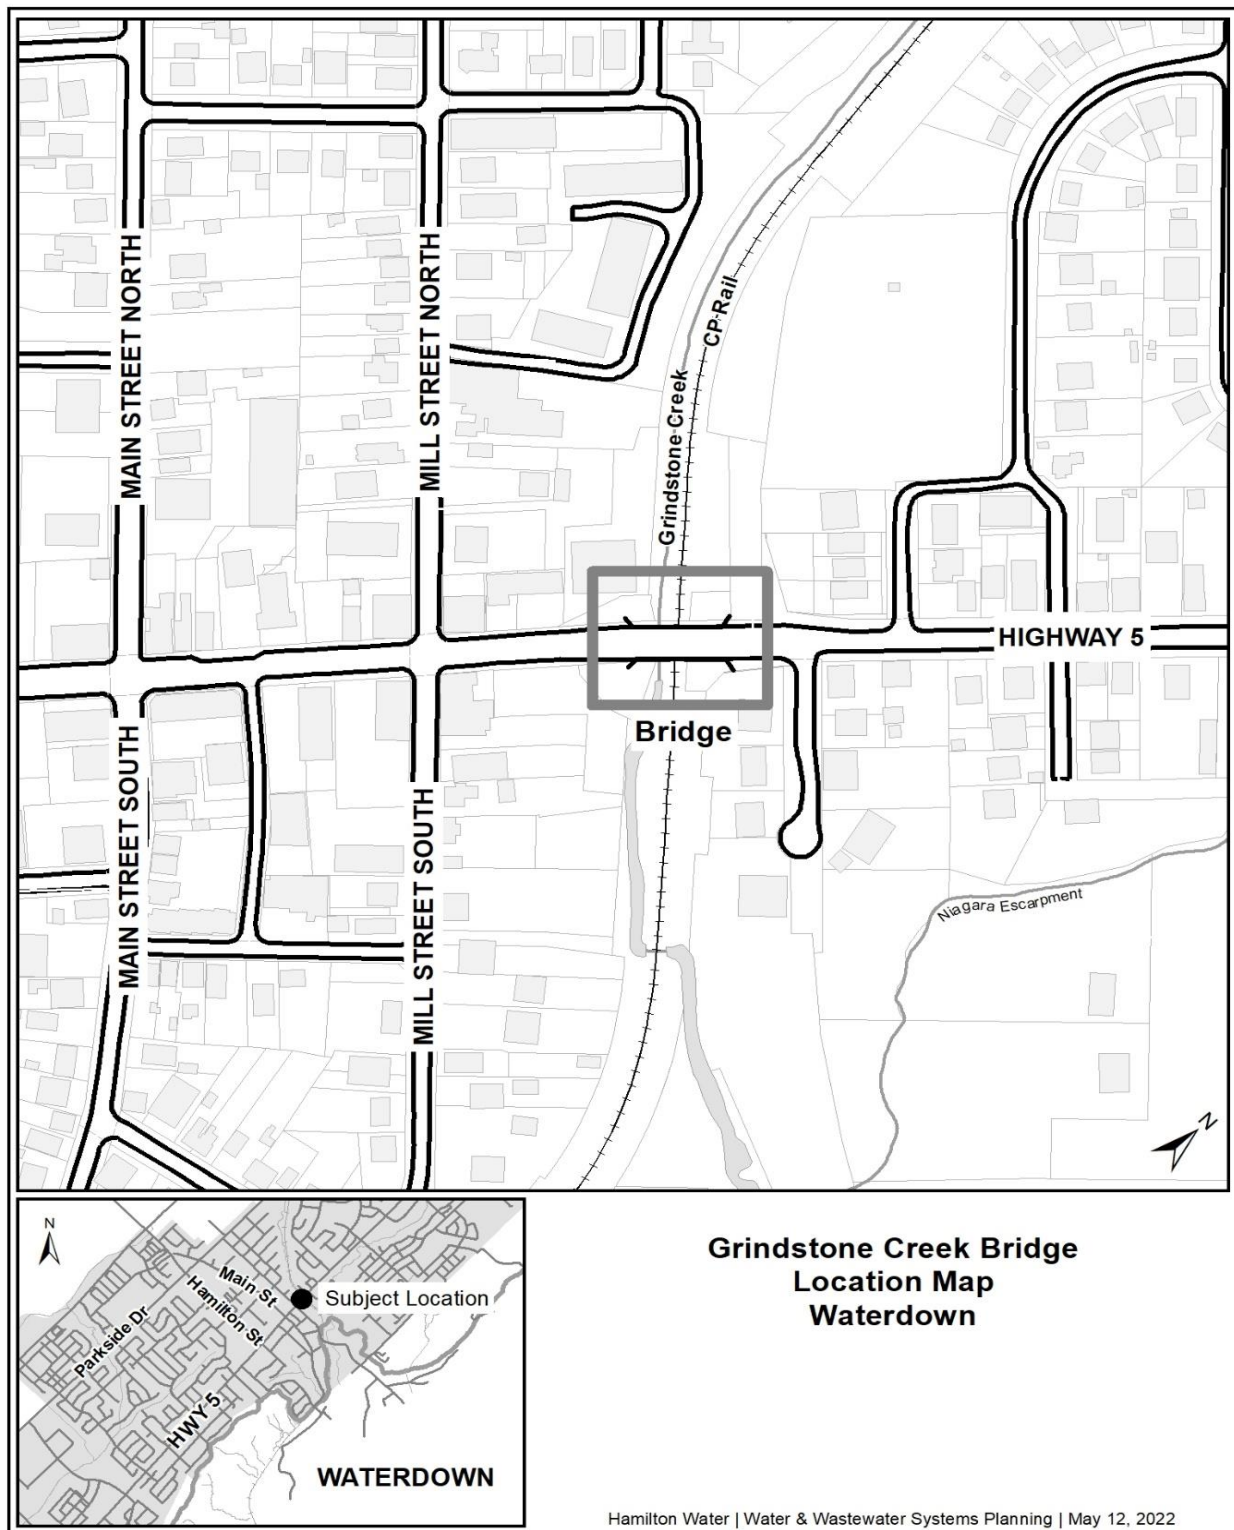 MAIN STREET NORTH
MILL STREET NORTH
CP Rail
Grindstone Creek
HIGHWAY 5
Bridge
MAIN STREET SOUTH
MILL STREET SOUTH
Niagara Escarpment
N
N
Main St
Hamilton St
Subject Location
Parkside Dr
HWY 5
WATERDOWN
Grindstone Creek Bridge
Location Map
Waterdown
Hamilton Water | Water & Wastewater Systems Planning | May 12, 2022